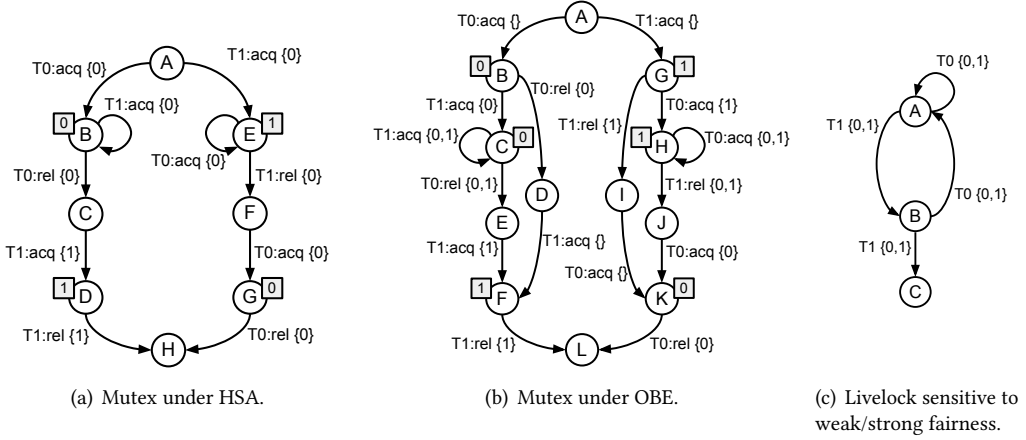 A
T0:acq {0}
T1:acq {0}
0
B
T1:acq {0}
E
1
T0:acq {0}
T0:rel {0}
T1:rel {0}
C
F
T1:acq {1}
T0:acq {0}
1
D
G
0
T1:rel {1}
T0:rel {0}
H
(a) Mutex under HSA.
A
T0:acq {}
T1:acq {}
0
B
G
1
T0:rel {0}
T1:acq {0}
T0:acq {1}
T1:rel {1}
T1:acq {0,1}
C
0
1
H
T0:acq {0,1}
T0:rel {0,1}
T1:rel {0,1}
D
I
E
J
T1:acq {1}
T1:acq {}
T0:acq {}
T0:acq {0}
1
F
K
0
T1:rel {1}
T0:rel {0}
L
(b) Mutex under OBE.
T0 {0,1}
A
T1 {0,1}
T0 {0,1}
B
T1 {0,1}
C
(c) Livelock sensitive to
weak/strong fairness.